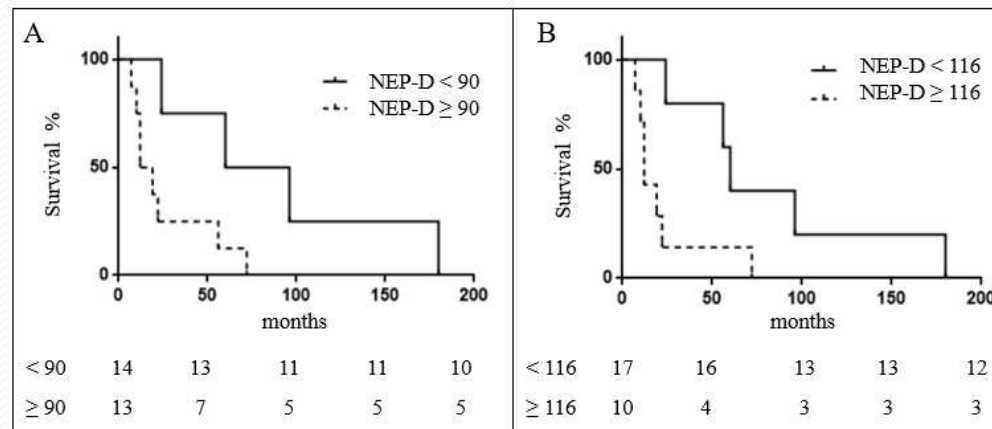 A
100
50
0
Survival %
NEP-D < 90
NEP-D ≥ 90
0 50 100 150 200
months
< 90 14 13 11 11 10
≥ 90 13 7 5 5 5
B
100
50
0
Survival %
NEP-D < 116
NEP-D ≥ 116
0 50 100 150 200
months
< 116 17 16 13 13 12
≥ 116 10 4 3 3 3